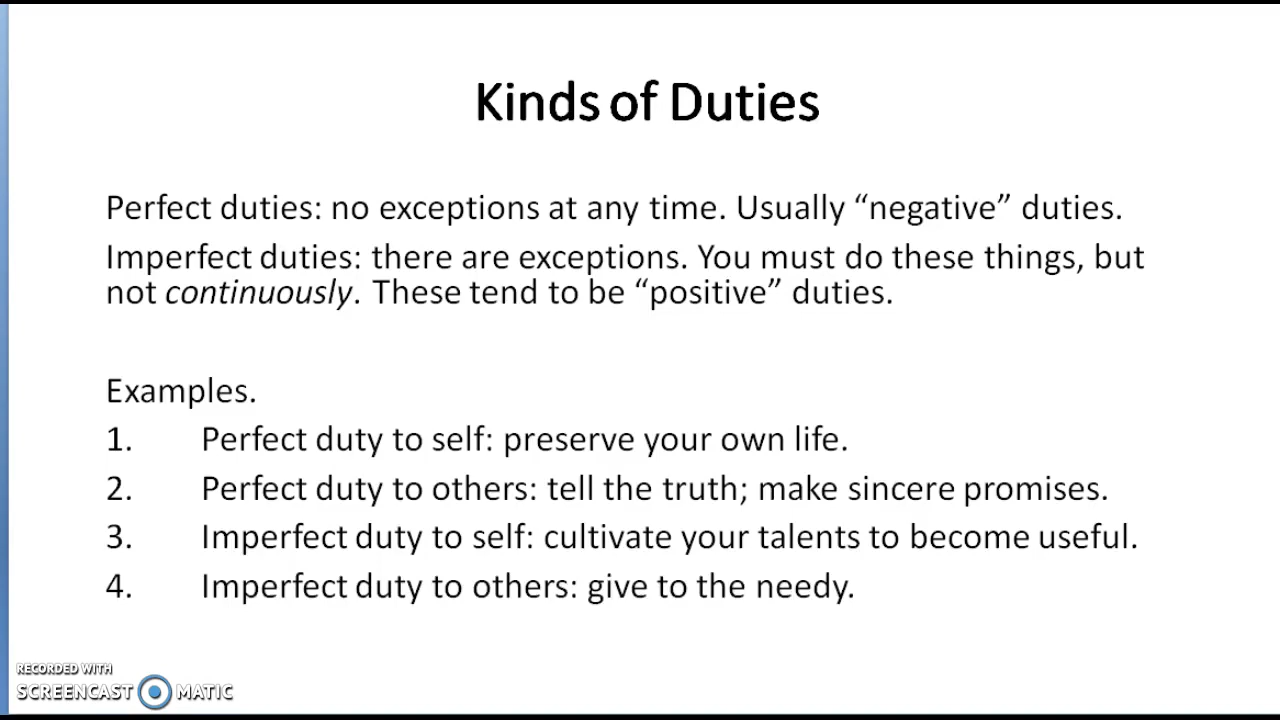 Kinds of Duties
Perfect duties: no exceptions at any time. Usually “negative” duties.
Imperfect duties: there are exceptions. You must do these things, but
not continuously. These tend to be “positive” duties.
Examples.
1. Perfect duty to self: preserve your own life.
2. Perfect duty to others: tell the truth; make sincere promises.
3. Imperfect duty to self: cultivate your talents to become useful.
4. Imperfect duty to others: give to the needy.
RECORDED WITH
SCREENCAST MATIC